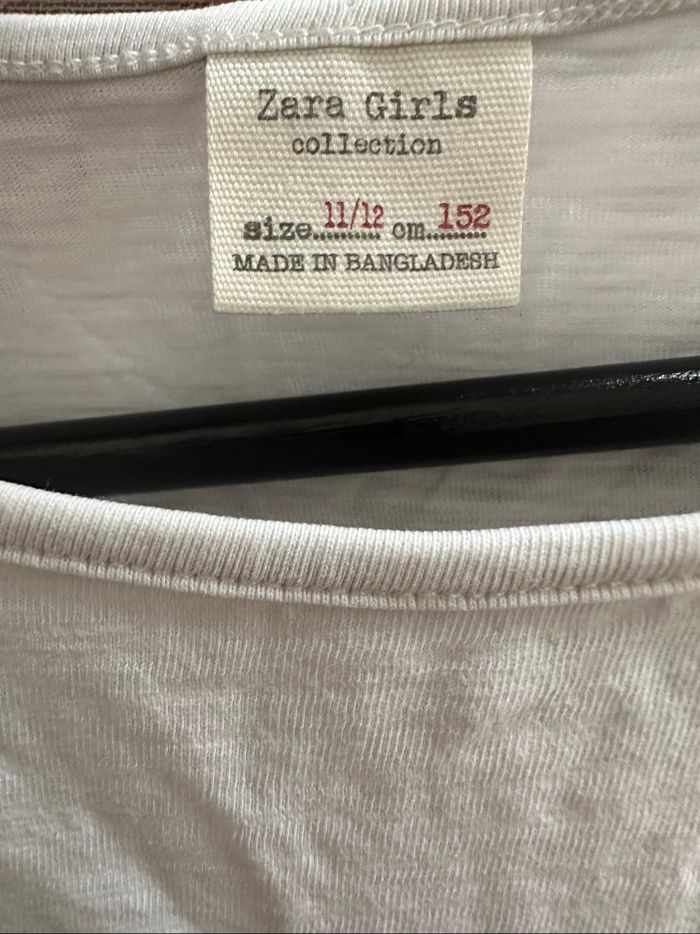 Zara Girls
collection
size..11/12 cm..152
MADE IN BANGLADESH